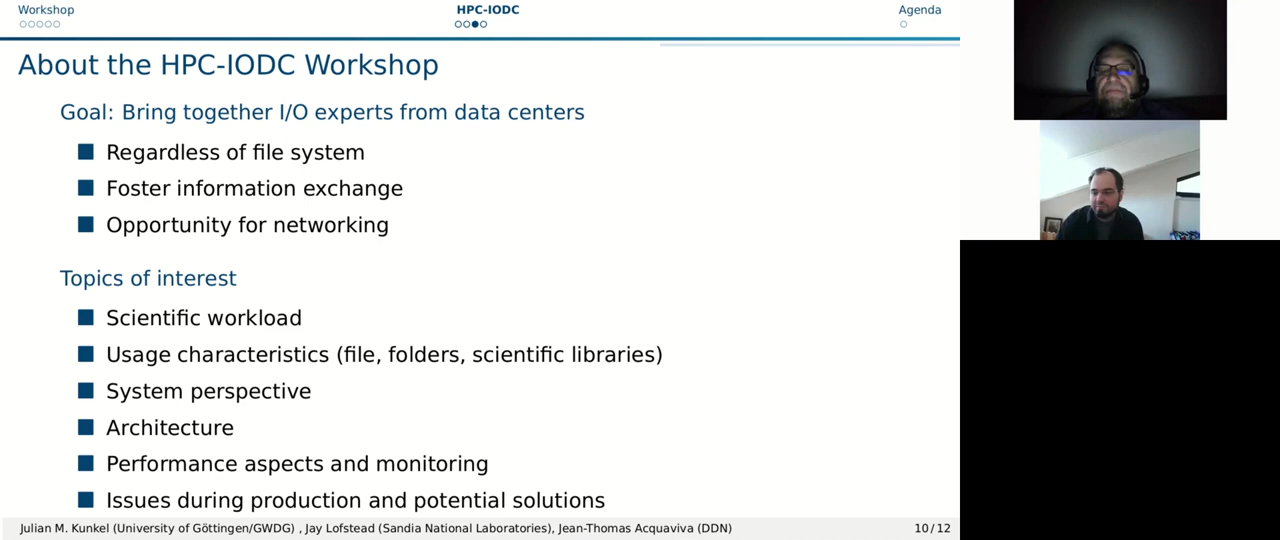 Workshop
HPC-IODC
Agenda
About the HPC-IODC Workshop
Goal: Bring together I/O experts from data centers
Regardless of file system
Foster information exchange
Opportunity for networking
Topics of interest
Scientific workload
Usage characteristics (file, folders, scientific libraries)
System perspective
Architecture
Performance aspects and monitoring
Issues during production and potential solutions
Julian M. Kunkel (University of Göttingen/GWDG) , Jay Lofstead (Sandia National Laboratories), Jean-Thomas Acquaviva (DDN)
10/12